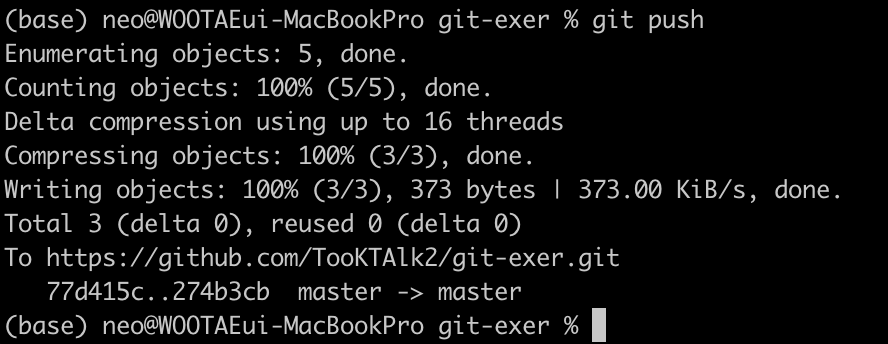 (base) neo@WOOTAEui-MacBookPro git-exer % git push
Enumerating objects: 5, done.
Counting objects: 100% (5/5), done.
Delta compression using up to 16 threads
Compressing objects: 100% (3/3), done.
Writing objects: 100% (3/3), 373 bytes | 373.00 KiB/s, done.
Total 3 (delta 0), reused 0 (delta 0)
To https://github.com/TooKTAlk2/git-exer.git
   77d415c..274b3cb  master -> master
(base) neo@WOOTAEui-MacBookPro git-exer %